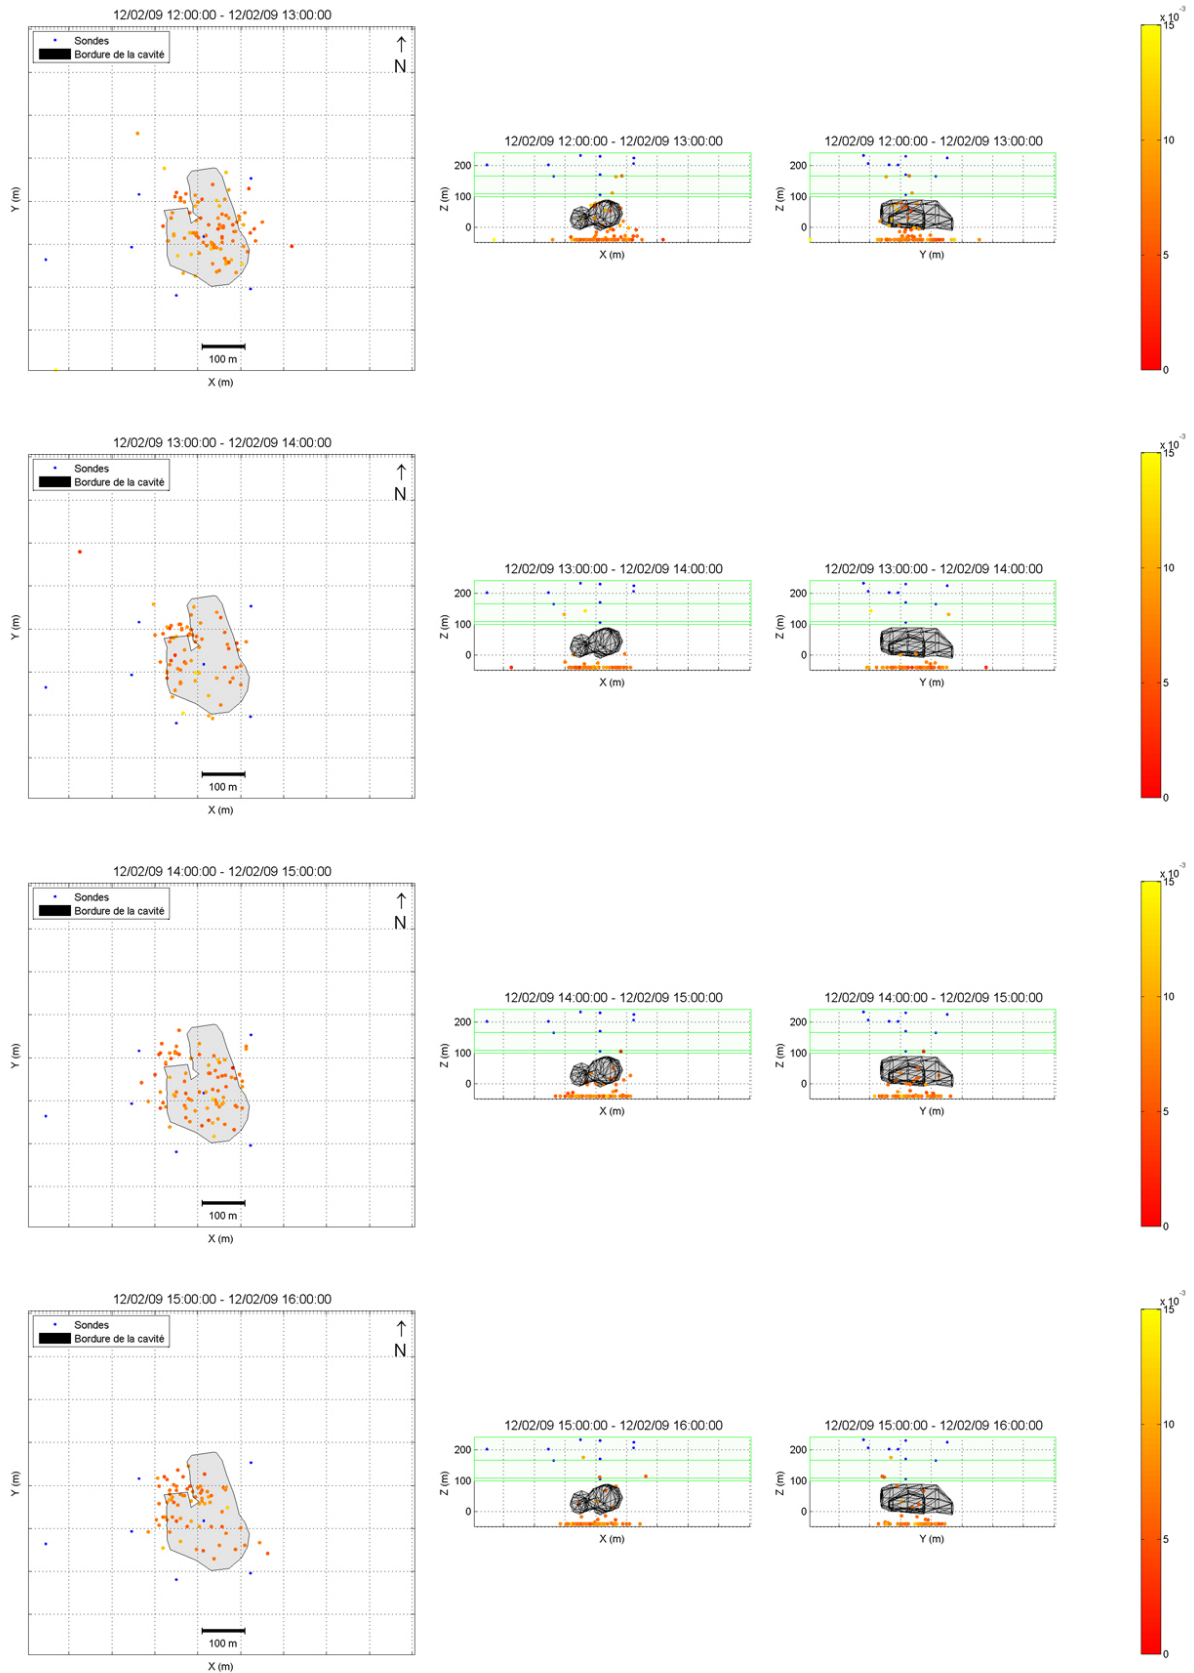 12/02/09 12:00:00 - 12/02/09 13:00:00
Sondes
Bordure de la cavité
N
Y (m)
100 m
X (m)
12/02/09 12:00:00 - 12/02/09 13:00:00
200
100
0
Z (m)
X (m)
12/02/09 12:00:00 - 12/02/09 13:00:00
200
100
0
Z (m)
Y (m)
x 10-3
15
10
5
0
12/02/09 13:00:00 - 12/02/09 14:00:00
Sondes
Bordure de la cavité
N
Y (m)
100 m
X (m)
12/02/09 13:00:00 - 12/02/09 14:00:00
200
100
0
Z (m)
X (m)
12/02/09 13:00:00 - 12/02/09 14:00:00
200
100
0
Z (m)
Y (m)
x 10-3
15
10
5
0
12/02/09 14:00:00 - 12/02/09 15:00:00
Sondes
Bordure de la cavité
N
Y (m)
100 m
X (m)
12/02/09 14:00:00 - 12/02/09 15:00:00
200
100
0
Z (m)
X (m)
12/02/09 14:00:00 - 12/02/09 15:00:00
200
100
0
Z (m)
Y (m)
x 10-3
15
10
5
0
12/02/09 15:00:00 - 12/02/09 16:00:00
Sondes
Bordure de la cavité
N
Y (m)
100 m
X (m)
12/02/09 15:00:00 - 12/02/09 16:00:00
200
100
0
Z (m)
X (m)
12/02/09 15:00:00 - 12/02/09 16:00:00
200
100
0
Z (m)
Y (m)
x 10-3
15
10
5
0